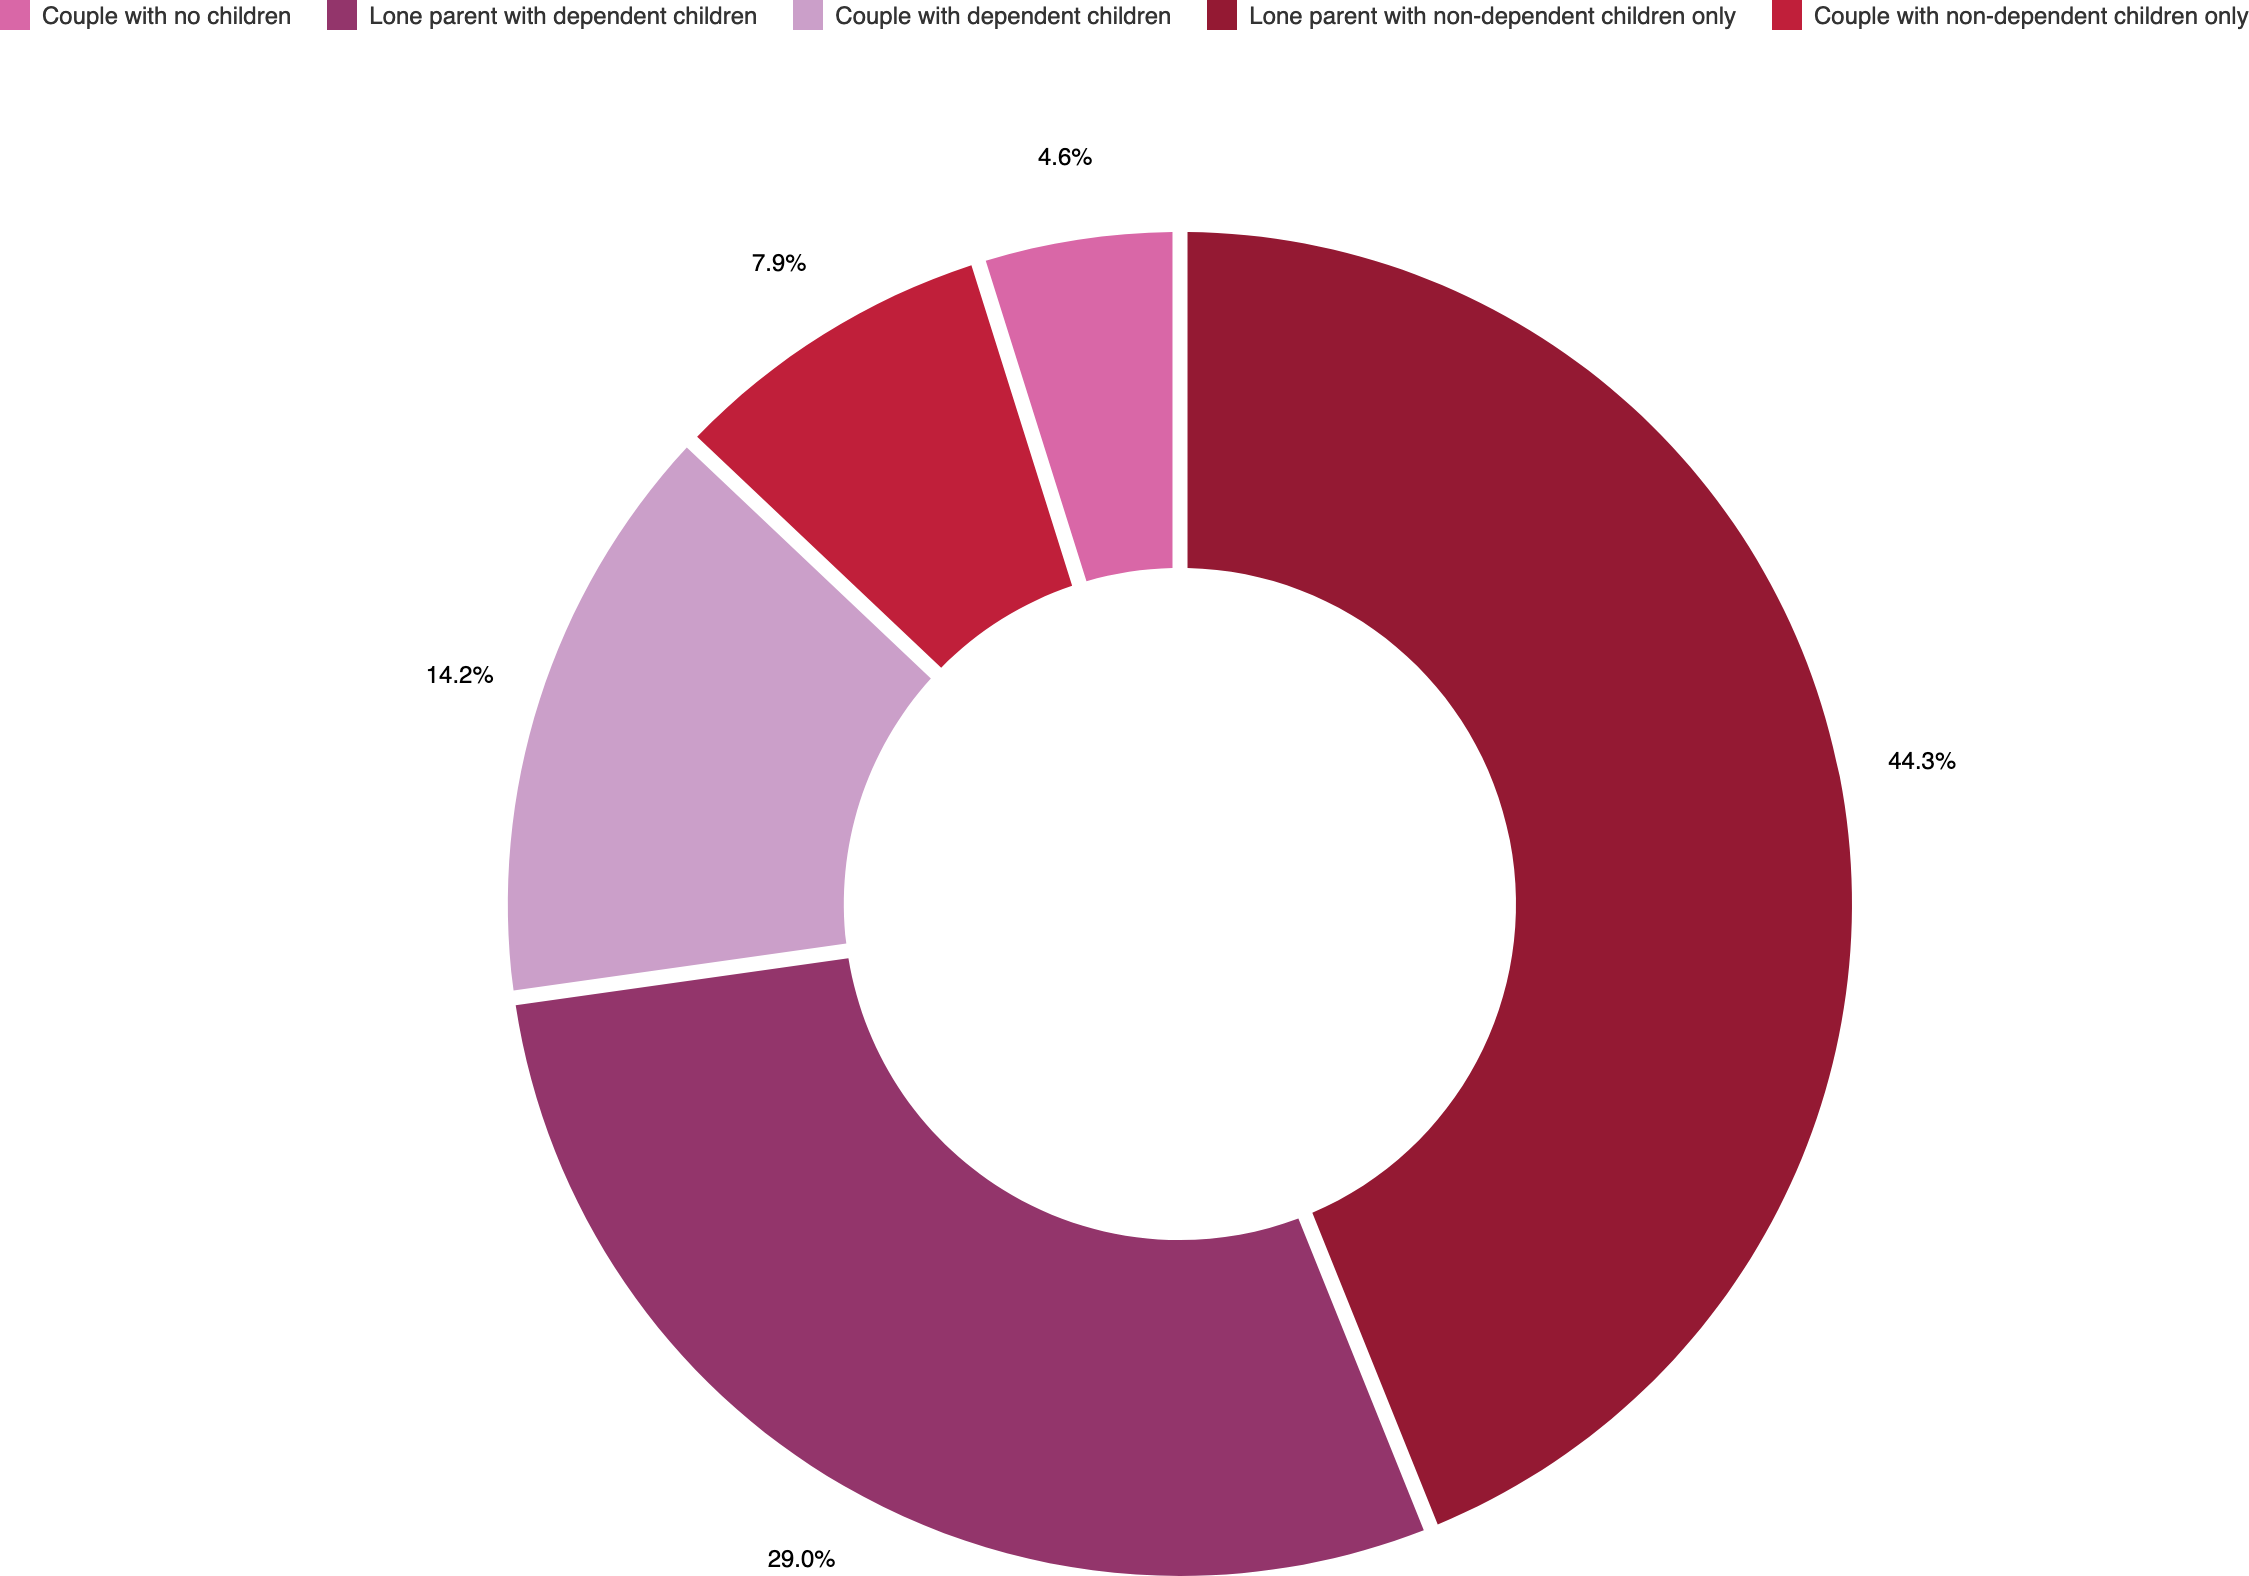 Couple with no children
Lone parent with dependent children
Couple with dependent children
Lone parent with non-dependent children only
Couple with non-dependent children only
4.6%
7.9%
14.2%
44.3%
29.0%